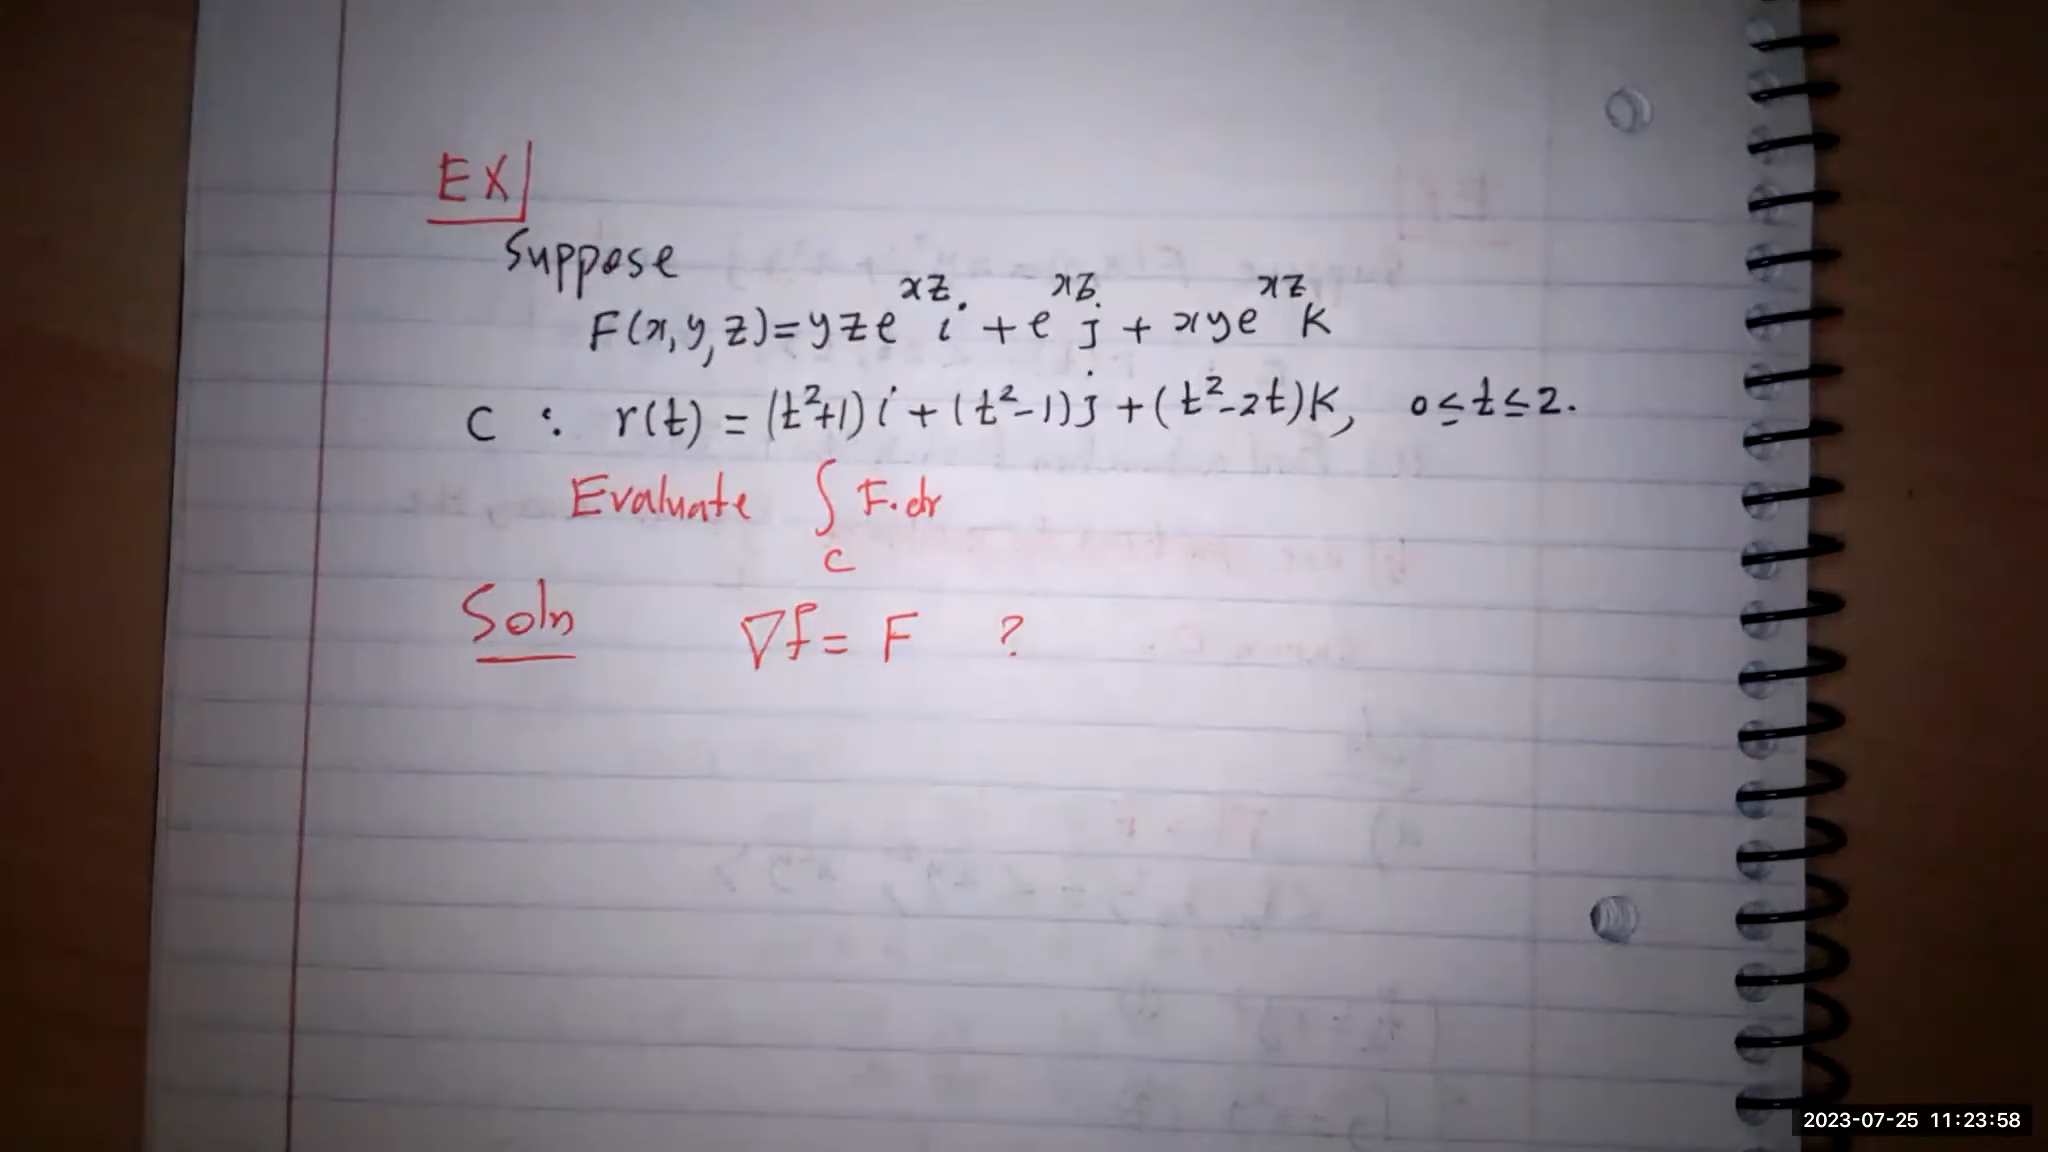 EX
Suppose
F(x,y,z)=yze^{xz} i + e^{xz} j + xye^{xz} k
C : r(t) = (t²+1) i + (t²-1) j + (t²-2t)k, 0≤t≤2.
Evaluate ∫_C F.dr
Soln ∇f = F ?
2023-07-25 11:23:58